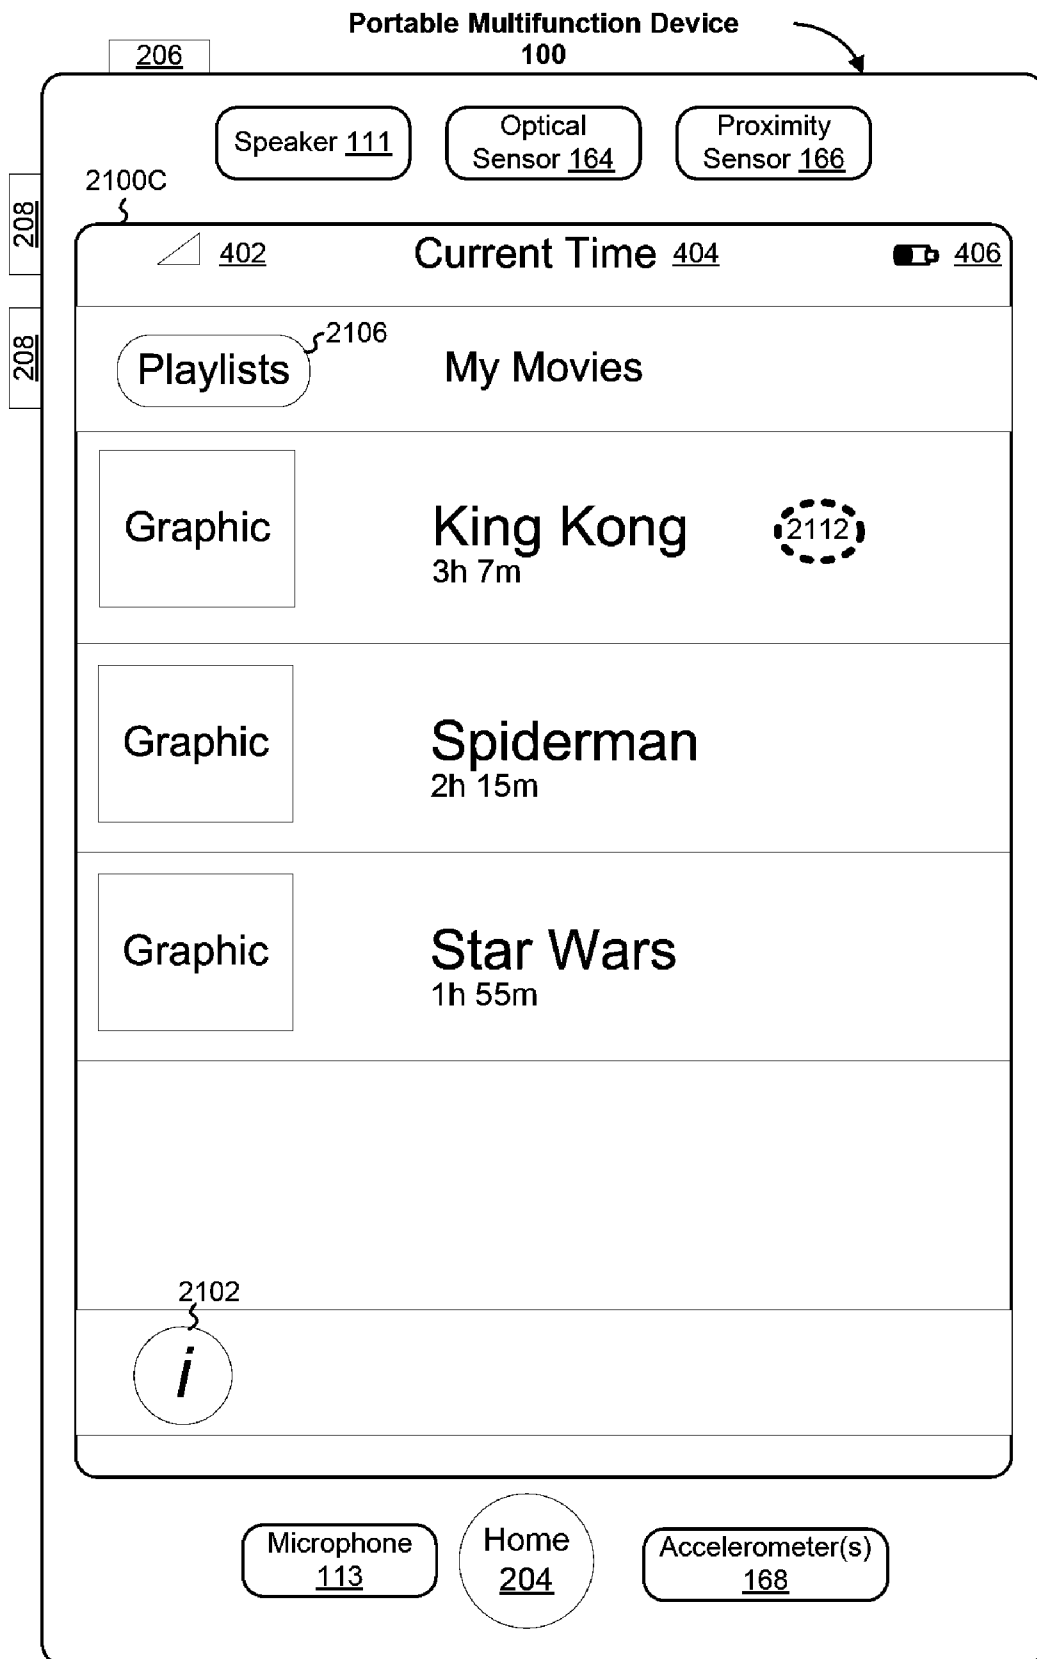 Portable Multifunction Device
100
206
Speaker 111
Optical
Sensor 164
Proximity
Sensor 166
2100C
208
208
402
Current Time 404
406
Playlists
2106
My Movies
Graphic
King Kong
3h 7m
2112
Graphic
Spiderman
2h 15m
Graphic
Star Wars
1h 55m
2102
i
Microphone
113
Home
204
Accelerometer(s)
168